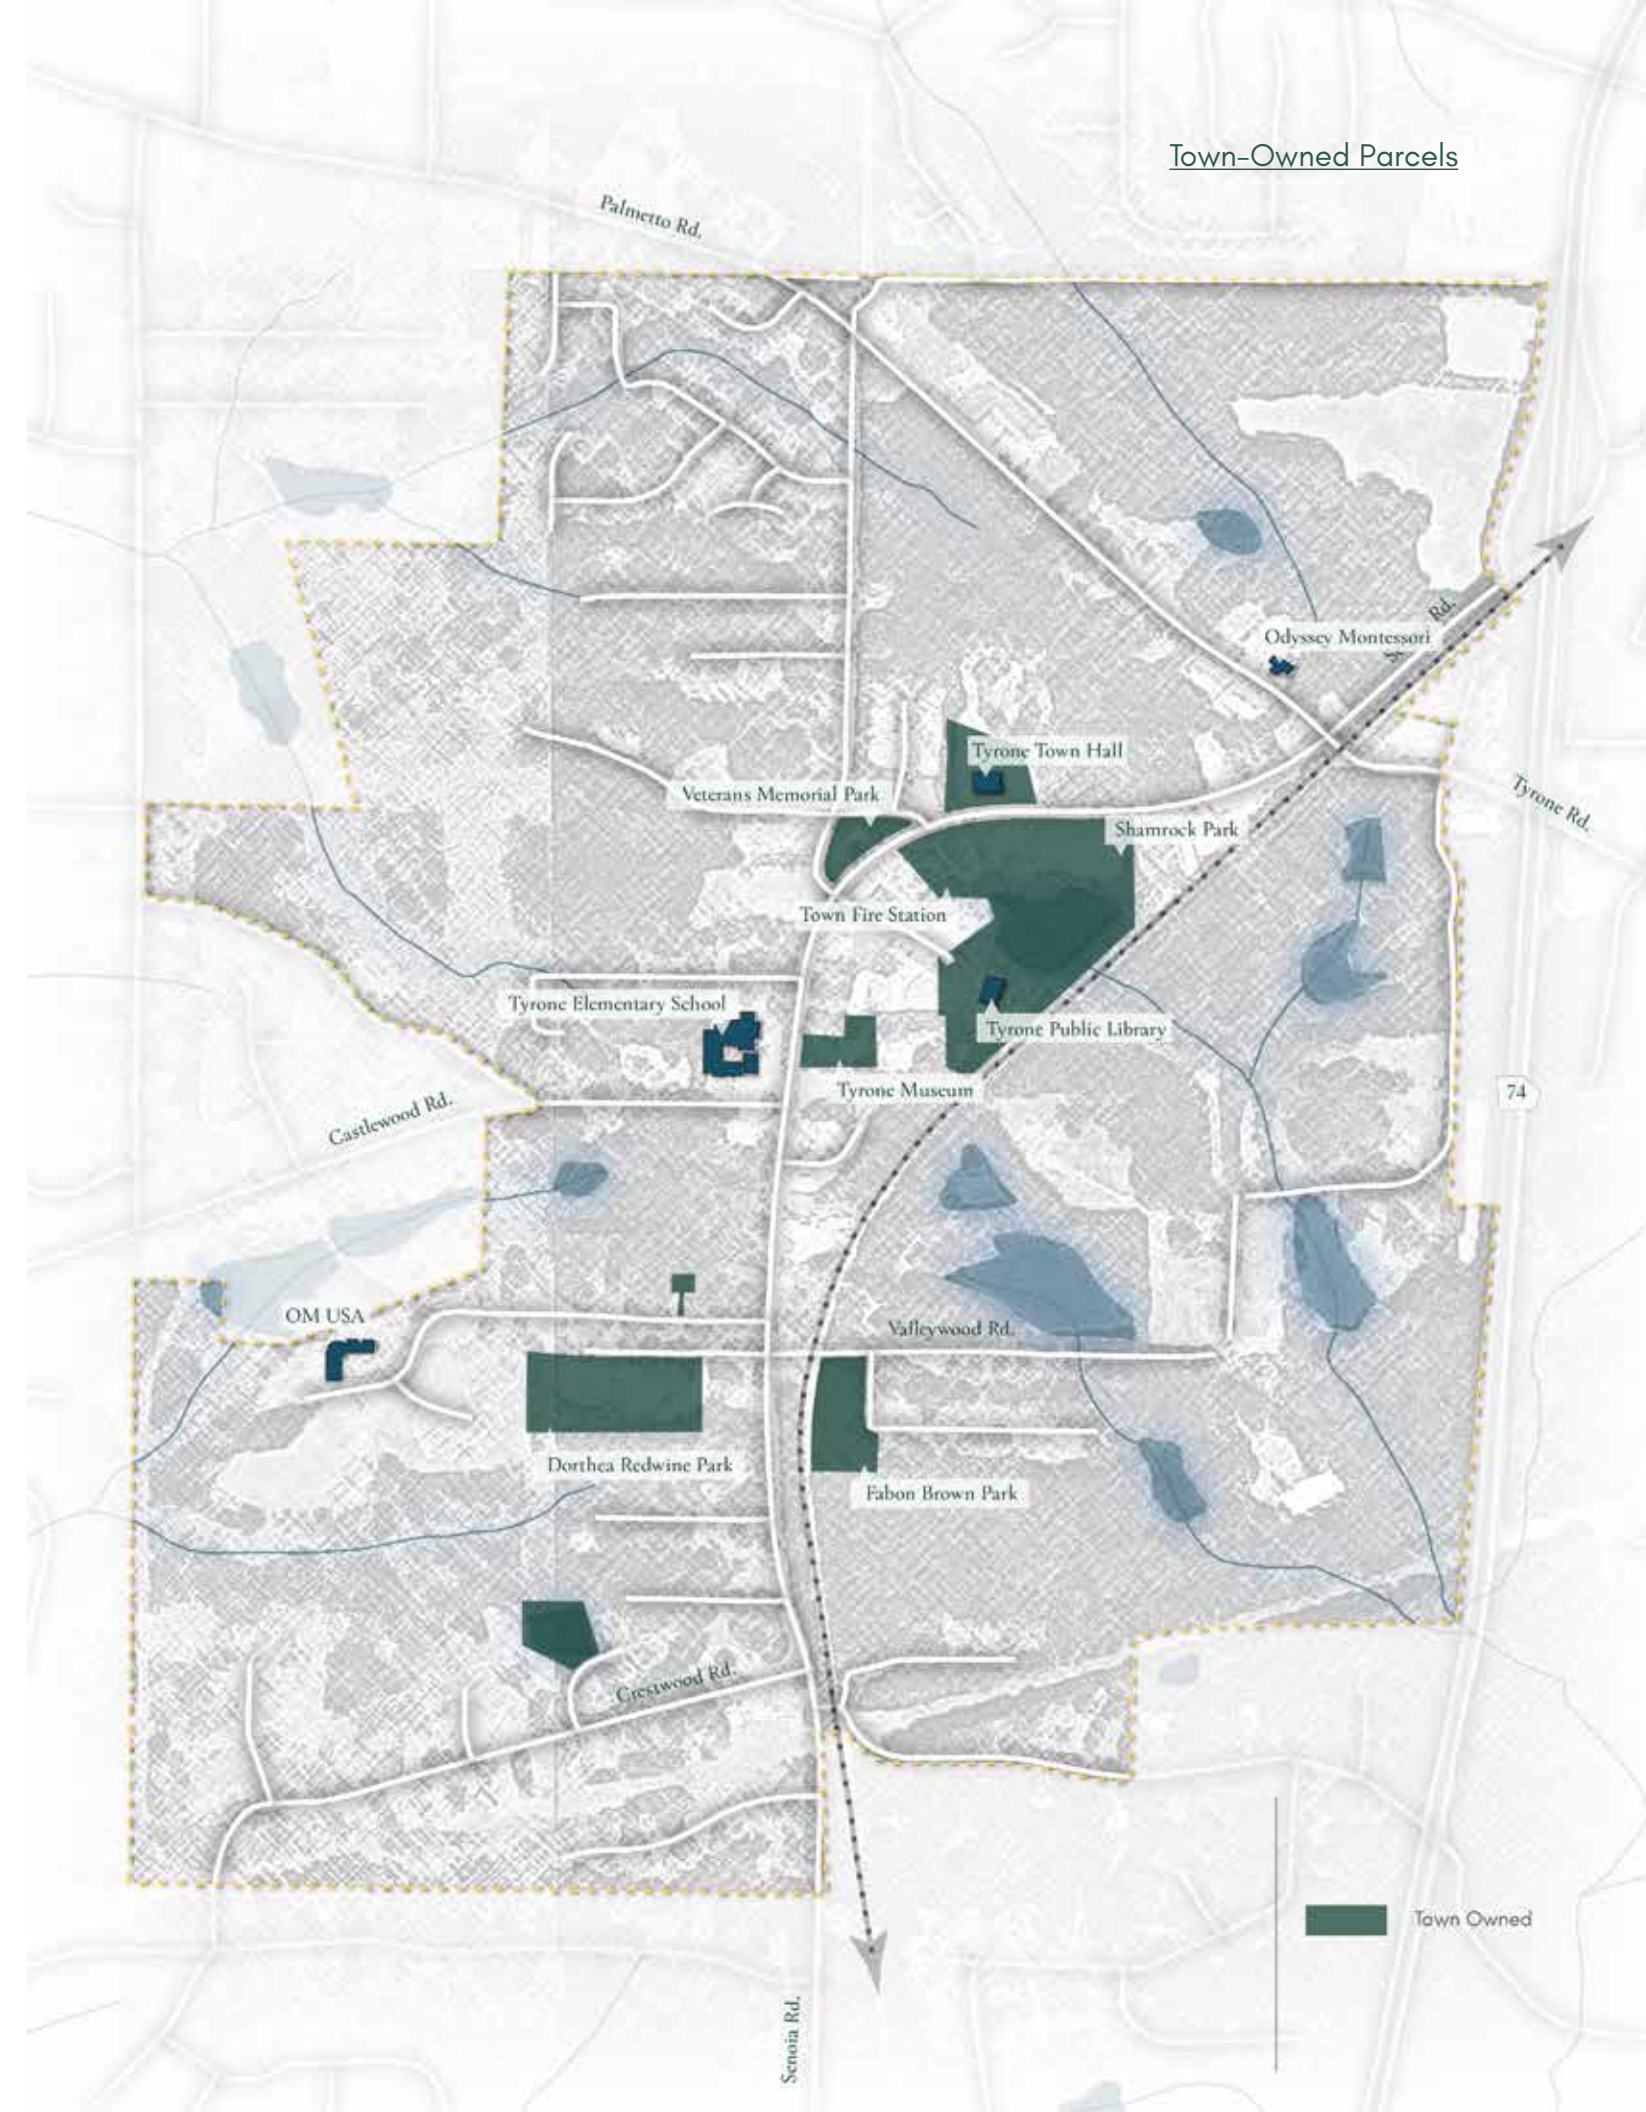 Town-Owned Parcels
Palmetto Rd.
Rd.
Odyssey Montessori
Tyrone Town Hall
Veterans Memorial Park
Tyrone Rd.
Shamrock Park
Town Fire Station
Tyrone Elementary School
Tyrone Public Library
Tyrone Museum
74
Castlewood Rd.
OM USA
Valleywood Rd.
Dorthea Redwine Park
Fabon Brown Park
Crestwood Rd.
Town Owned
Senoia Rd.